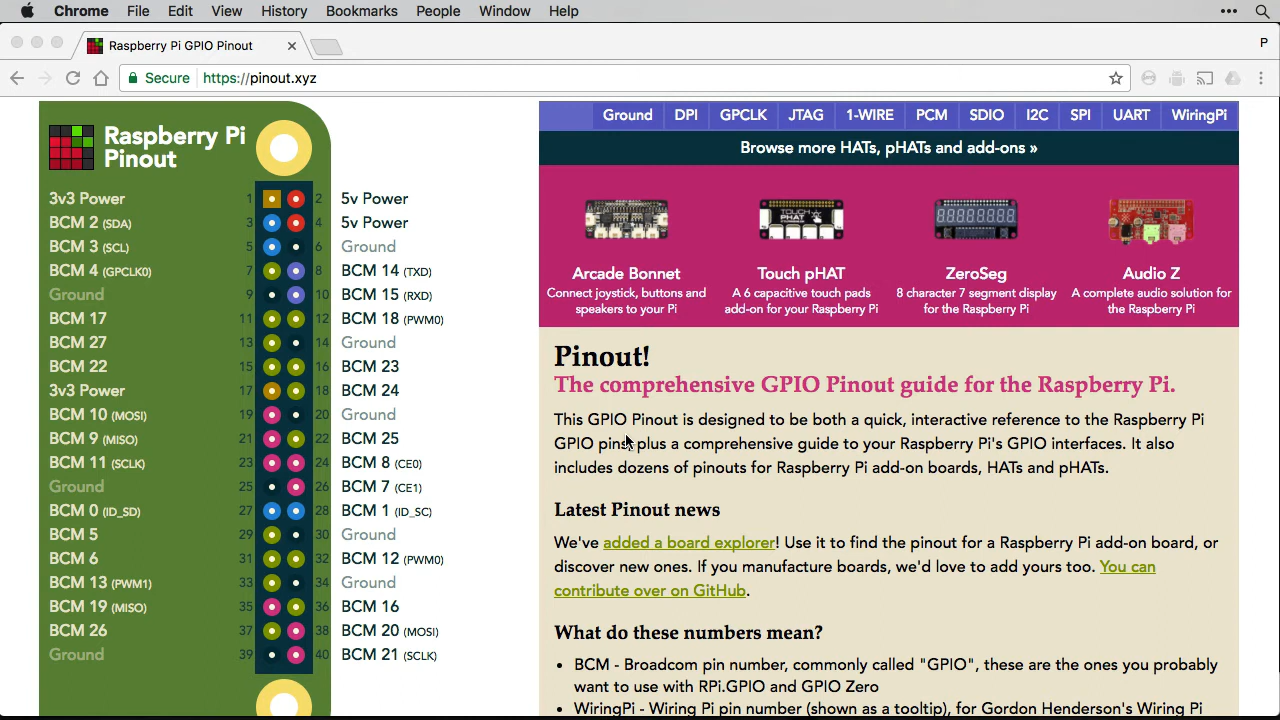 Chrome File Edit View History Bookmarks People Window Help
Raspberry Pi GPIO Pinout
P
Secure https://pinout.xyz
Raspberry Pi
Pinout
3v3 Power 1 2 5v Power
BCM 2 (SDA) 3 4 5v Power
BCM 3 (SCL) 5 6 Ground
BCM 4 (GPCLK0) 7 8 BCM 14 (TXD)
Ground 9 10 BCM 15 (RXD)
BCM 17 11 12 BCM 18 (PWM0)
BCM 27 13 14 Ground
BCM 22 15 16 BCM 23
3v3 Power 17 18 BCM 24
BCM 10 (MOSI) 19 20 Ground
BCM 9 (MISO) 21 22 BCM 25
BCM 11 (SCLK) 23 24 BCM 8 (CE0)
Ground 25 26 BCM 7 (CE1)
BCM 0 (ID_SD) 27 28 BCM 1 (ID_SC)
BCM 5 29 30 Ground
BCM 6 31 32 BCM 12 (PWM0)
BCM 13 (PWM1) 33 34 Ground
BCM 19 (MISO) 35 36 BCM 16
BCM 26 37 38 BCM 20 (MOSI)
Ground 39 40 BCM 21 (SCLK)
Ground DPI GPCLK JTAG 1-WIRE PCM SDIO I2C SPI UART WiringPi
Browse more HATs, pHATs and add-ons »
TOUCH
PHAT
Arcade Bonnet
Connect joystick, buttons and
speakers to your Pi
Touch pHAT
A 6 capacitive touch pads
add-on for your Raspberry Pi
ZeroSeg
8 character 7 segment display
for the Raspberry Pi
Audio Z
A complete audio solution for
the Raspberry Pi
Pinout!
The comprehensive GPIO Pinout guide for the Raspberry Pi.
This GPIO Pinout is designed to be both a quick, interactive reference to the Raspberry Pi
GPIO pins, plus a comprehensive guide to your Raspberry Pi's GPIO interfaces. It also
includes dozens of pinouts for Raspberry Pi add-on boards, HATs and pHATs.
Latest Pinout news
We've added a board explorer! Use it to find the pinout for a Raspberry Pi add-on board, or
discover new ones. If you manufacture boards, we'd love to add yours too. You can
contribute over on GitHub.
What do these numbers mean?
• BCM - Broadcom pin number, commonly called "GPIO", these are the ones you probably
want to use with RPi.GPIO and GPIO Zero
• WiringPi - Wiring Pi pin number (shown as a tooltip), for Gordon Henderson's Wiring Pi